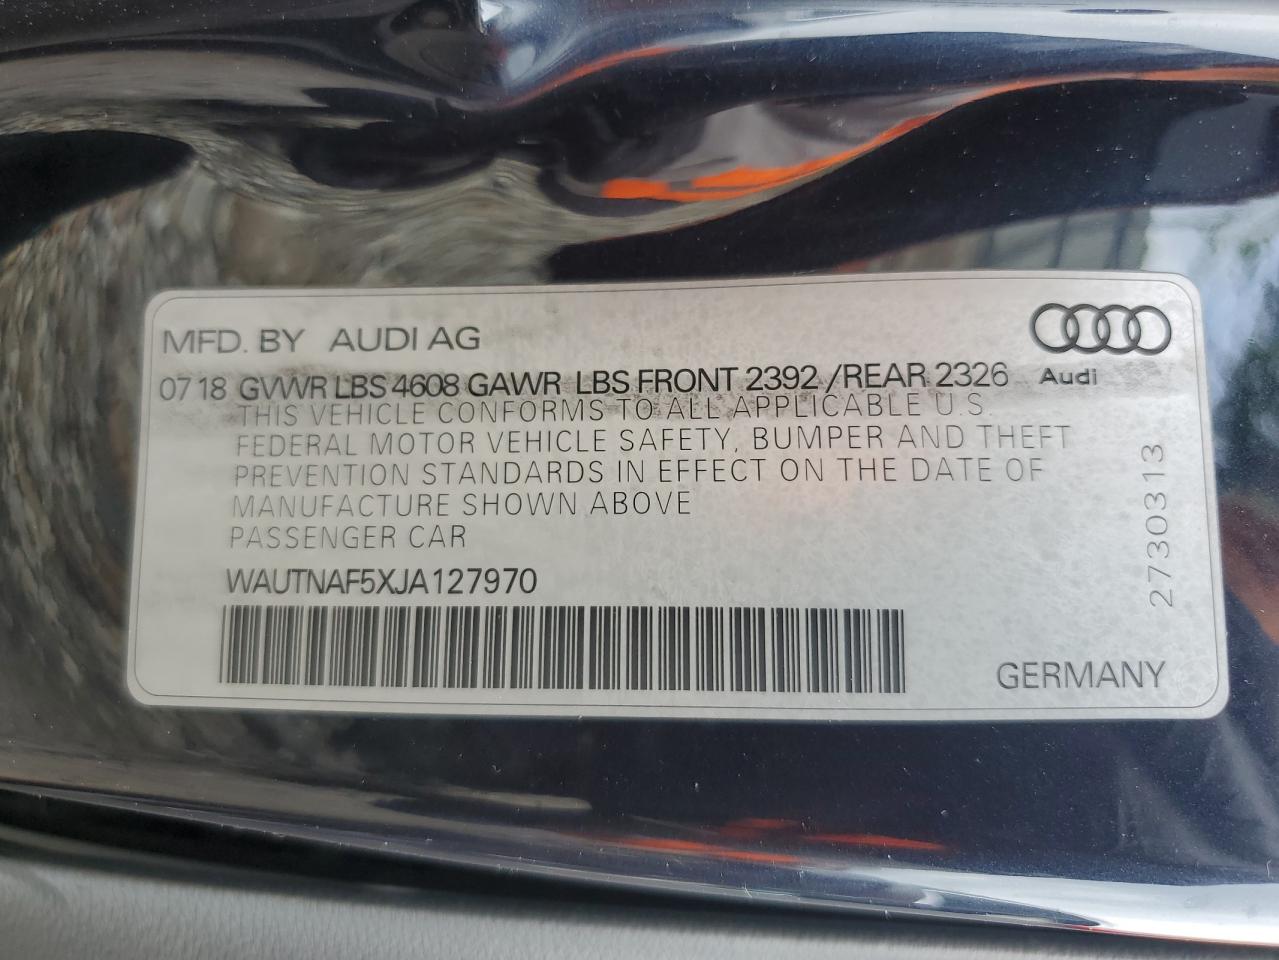 MFD. BY AUDI AG
07 18 GVWR LBS 4608 GAWR LBS FRONT 2392 /REAR 2326
Audi
THIS VEHICLE CONFORMS TO ALL APPLICABLE U.S.
FEDERAL MOTOR VEHICLE SAFETY, BUMPER AND THEFT
PREVENTION STANDARDS IN EFFECT ON THE DATE OF
MANUFACTURE SHOWN ABOVE
PASSENGER CAR
WAUTNAF5XJA127970
2730313
GERMANY